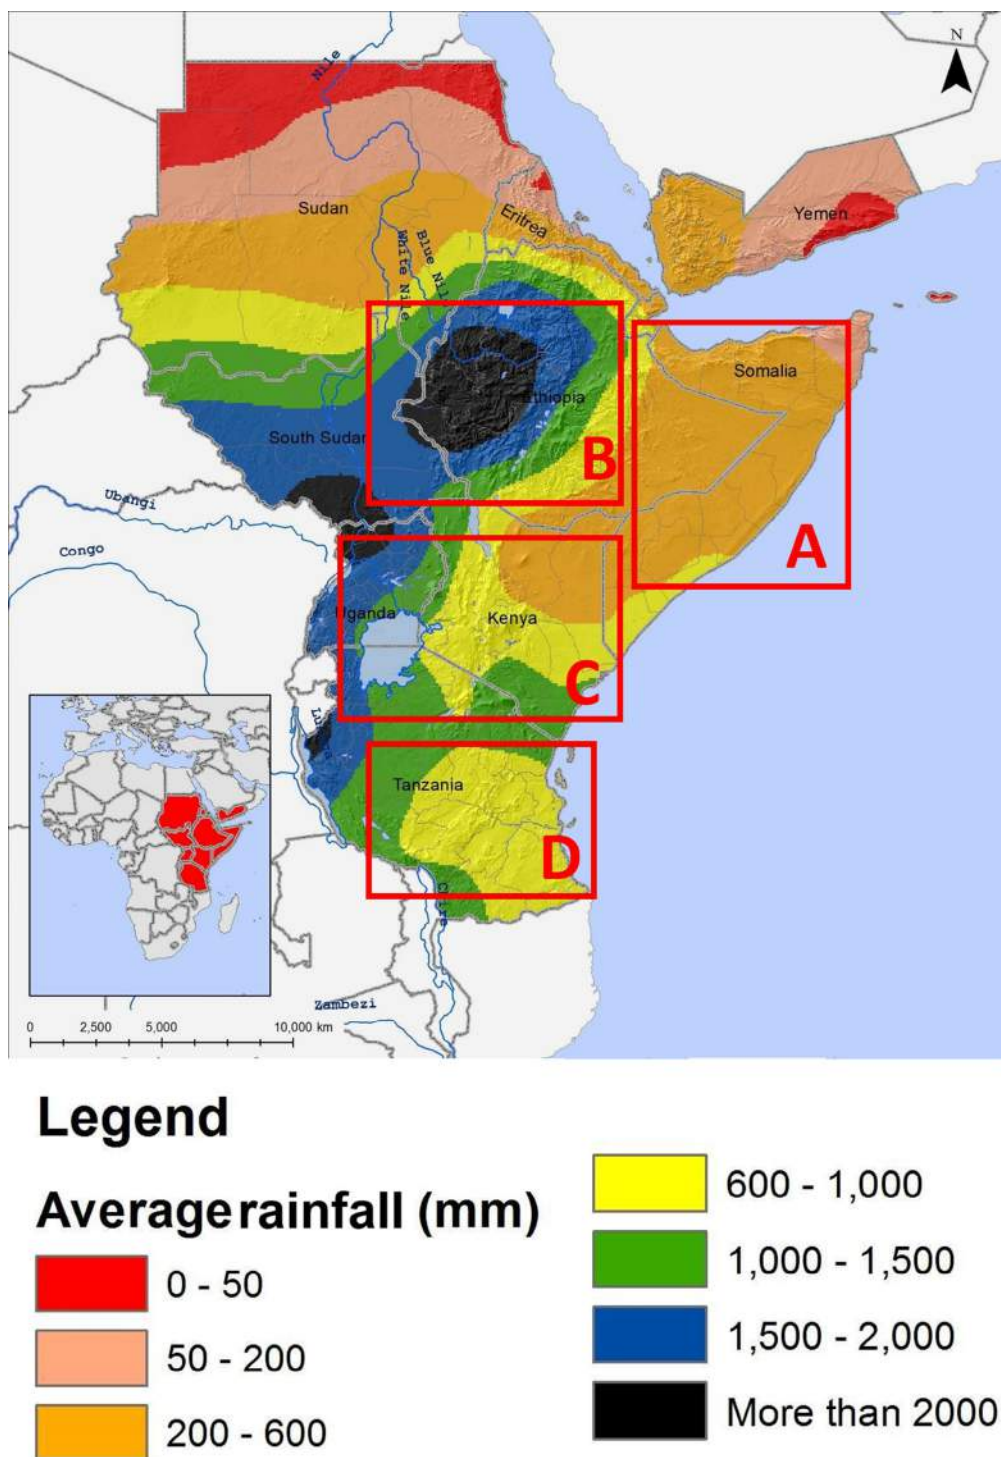 N
Nile
Sudan
Eritrea
Yemen
White Nile
Blue Nil
Somalia
Ethiopia
South Sudan
B
Ubangi
A
Congo
Uganda
Kenya
C
Tanzania
D
Zambezi
0 2,500 5,000 10,000 km
Legend
Average rainfall (mm)
0 - 50
50 - 200
200 - 600
600 - 1,000
1,000 - 1,500
1,500 - 2,000
More than 2000